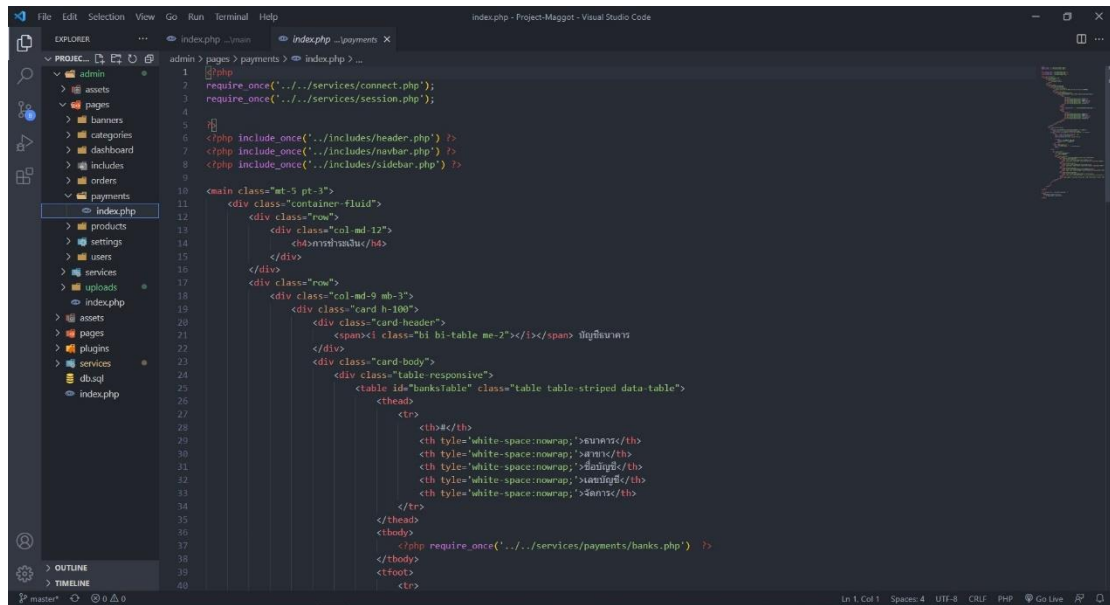 File Edit Selection View Go Run Terminal Help index.php - Project-Maggot - Visual Studio Code
EXPLORER
index.php ...\main
index.php ...\payments
PROJEC...
admin > pages > payments > index.php > ...
admin
assets
pages
banners
categories
dashboard
includes
orders
payments
index.php
products
settings
users
services
uploads
index.php
assets
pages
plugins
services
db.sql
index.php
OUTLINE
TIMELINE
1 <?php
2 require_once('../../services/connect.php');
3 require_once('../../services/session.php');
4
5 ?>
6 <?php include_once('../includes/header.php') ?>
7 <?php include_once('../includes/navbar.php') ?>
8 <?php include_once('../includes/sidebar.php') ?>
9
10 <main class="mt-5 pt-3">
11 <div class="container-fluid">
12 <div class="row">
13 <div class="col-md-12">
14 <h4>การชำระเงิน</h4>
15 </div>
16 </div>
17 <div class="row">
18 <div class="col-md-9 mb-3">
19 <div class="card h-100">
20 <div class="card-header">
21 <span><i class="bi bi-table me-2"></i></span> บัญชีธนาคาร
22 </div>
23 <div class="card-body">
24 <div class="table-responsive">
25 <table id="banksTable" class="table table-striped data-table">
26 <thead>
27 <tr>
28 <th>#</th>
29 <th tyle='white-space:nowrap;'>ธนาคาร</th>
30 <th tyle='white-space:nowrap;'>สาขา</th>
31 <th tyle='white-space:nowrap;'>ชื่อบัญชี</th>
32 <th tyle='white-space:nowrap;'>เลขบัญชี</th>
33 <th tyle='white-space:nowrap;'>จัดการ</th>
34 </tr>
35 </thead>
36 <tbody>
37 <?php require_once('../../services/payments/banks.php') ?>
38 </tbody>
39 <tfoot>
40 <tr>
master* 0 0 Ln 1, Col 1 Spaces: 4 UTF-8 CRLF PHP Go Live